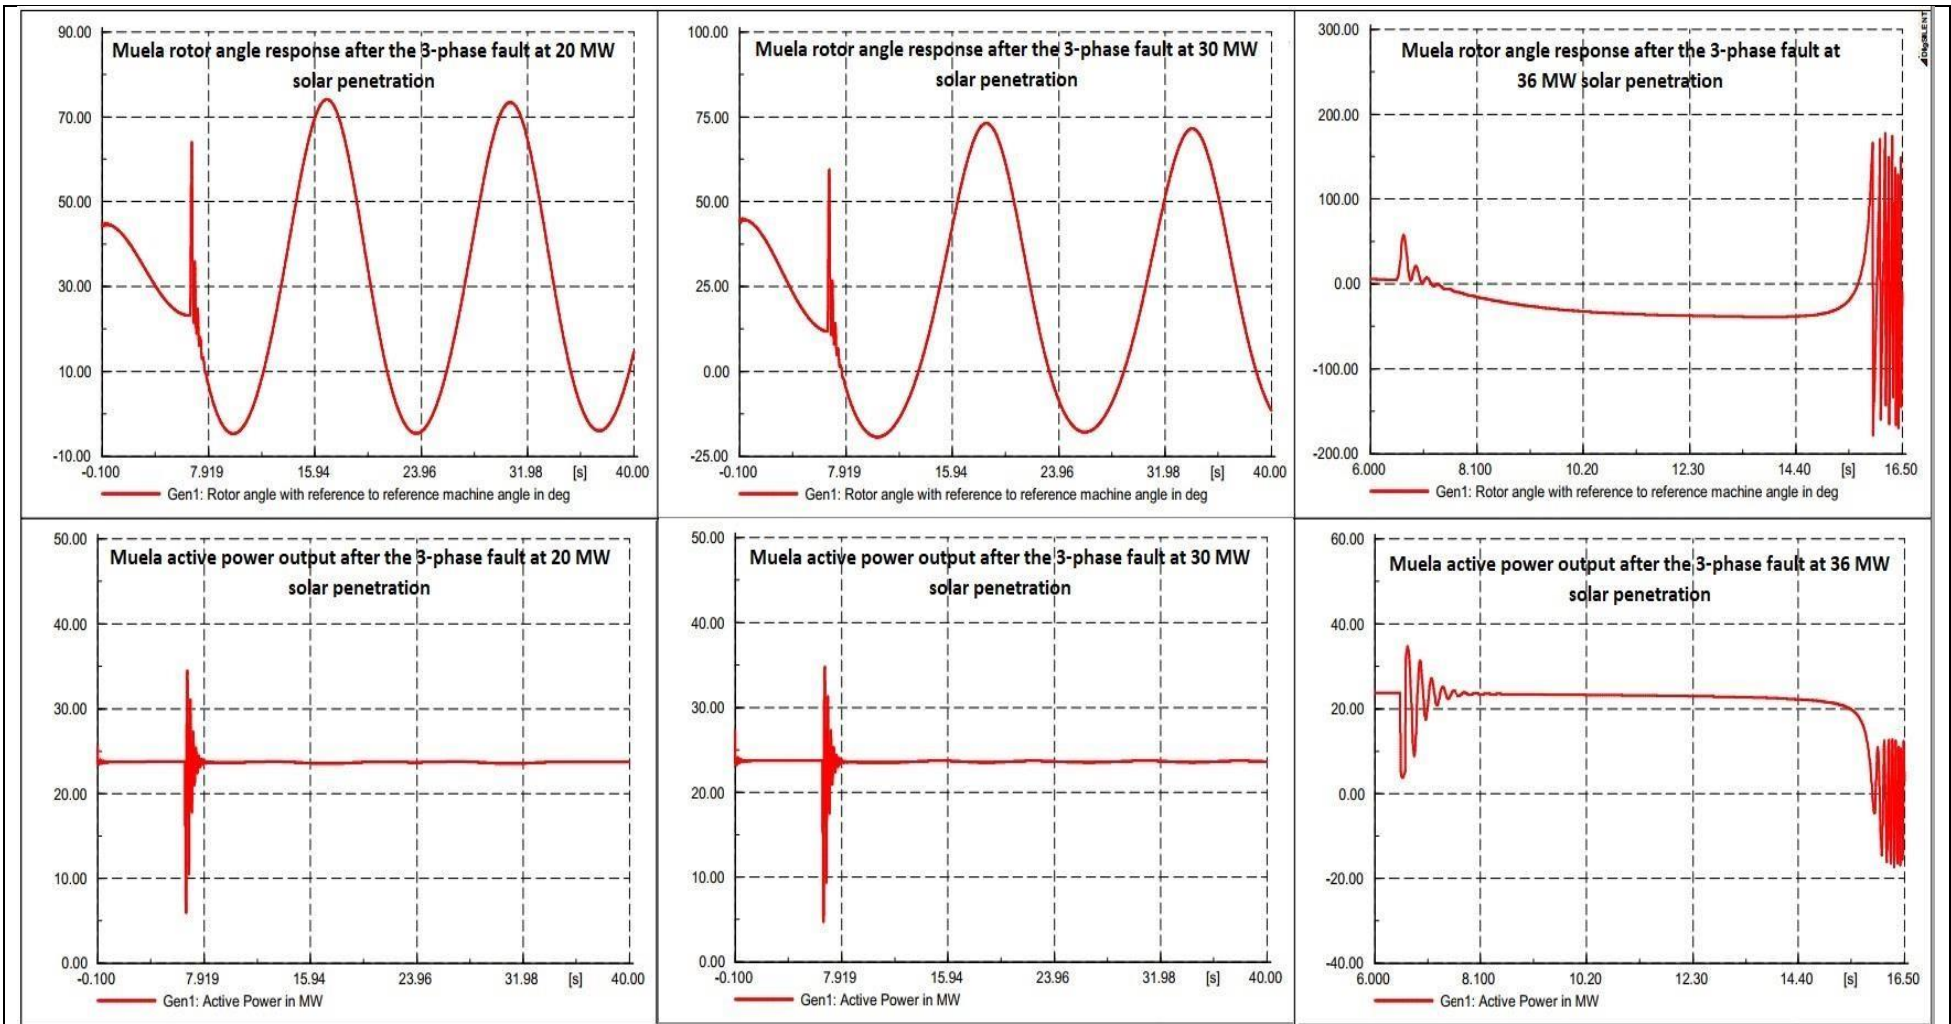 Muela rotor angle response after the 3-phase fault at 20 MW
solar penetration
90.00
70.00
50.00
30.00
10.00
-10.00
-0.100 7.919 15.94 23.96 31.98 [s] 40.00
Gen1: Rotor angle with reference to reference machine angle in deg
Muela rotor angle response after the 3-phase fault at 30 MW
solar penetration
100.00
75.00
50.00
25.00
0.00
-25.00
-0.100 7.919 15.94 23.96 31.98 [s] 40.00
Gen1: Rotor angle with reference to reference machine angle in deg
Muela rotor angle response after the 3-phase fault at
36 MW solar penetration
DIgSILENT
300.00
200.00
100.00
0.00
-100.00
-200.00
6.000 8.100 10.20 12.30 14.40 [s] 16.50
Gen1: Rotor angle with reference to reference machine angle in deg
Muela active power output after the 3-phase fault at 20 MW
solar penetration
50.00
40.00
30.00
20.00
10.00
0.00
-0.100 7.919 15.94 23.96 31.98 [s] 40.00
Gen1: Active Power in MW
Muela active power output after the 3-phase fault at 30 MW
solar penetration
50.00
40.00
30.00
20.00
10.00
0.00
-0.100 7.919 15.94 23.96 31.98 [s] 40.00
Gen1: Active Power in MW
Muela active power output after the 3-phase fault at 36 MW
solar penetration
60.00
40.00
20.00
0.00
-20.00
-40.00
6.000 8.100 10.20 12.30 14.40 [s] 16.50
Gen1: Active Power in MW